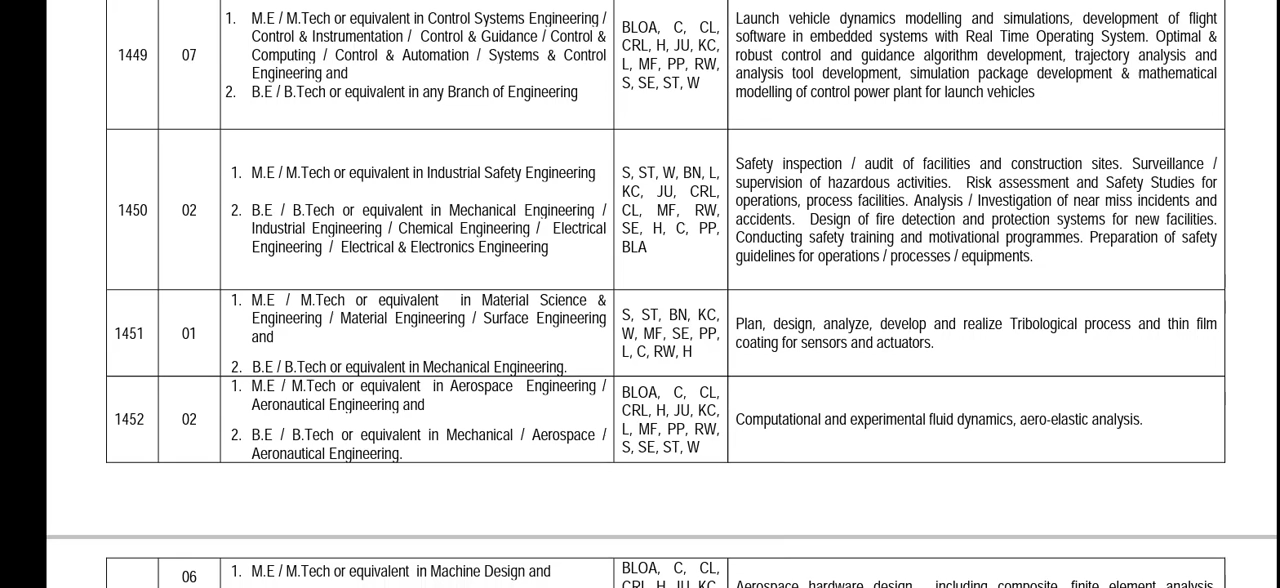 1449
07
1. M.E / M.Tech or equivalent in Control Systems Engineering /
Control & Instrumentation / Control & Guidance / Control &
Computing / Control & Automation / Systems & Control
Engineering and
2. B.E / B.Tech or equivalent in any Branch of Engineering
BLOA, C, CL,
CRL, H, JU, KC,
L, MF, PP, RW,
S, SE, ST, W
Launch vehicle dynamics modelling and simulations, development of flight
software in embedded systems with Real Time Operating System. Optimal &
robust control and guidance algorithm development, trajectory analysis and
analysis tool development, simulation package development & mathematical
modelling of control power plant for launch vehicles
1450
02
1. M.E / M.Tech or equivalent in Industrial Safety Engineering
2. B.E / B.Tech or equivalent in Mechanical Engineering /
Industrial Engineering / Chemical Engineering / Electrical
Engineering / Electrical & Electronics Engineering
S, ST, W, BN, L,
KC, JU, CRL,
CL, MF, RW,
SE, H, C, PP,
BLA
Safety inspection / audit of facilities and construction sites. Surveillance /
supervision of hazardous activities. Risk assessment and Safety Studies for
operations, process facilities. Analysis / Investigation of near miss incidents and
accidents. Design of fire detection and protection systems for new facilities.
Conducting safety training and motivational programmes. Preparation of safety
guidelines for operations / processes / equipments.
1451
01
1. M.E / M.Tech or equivalent in Material Science &
Engineering / Material Engineering / Surface Engineering
and
2. B.E / B.Tech or equivalent in Mechanical Engineering.
S, ST, BN, KC,
W, MF, SE, PP,
L, C, RW, H
Plan, design, analyze, develop and realize Tribological process and thin film
coating for sensors and actuators.
1452
02
1. M.E / M.Tech or equivalent in Aerospace Engineering /
Aeronautical Engineering and
2. B.E / B.Tech or equivalent in Mechanical / Aerospace /
Aeronautical Engineering.
BLOA, C, CL,
CRL, H, JU, KC,
L, MF, PP, RW,
S, SE, ST, W
Computational and experimental fluid dynamics, aero-elastic analysis.
06
1. M.E / M.Tech or equivalent in Machine Design and
BLOA, C, CL,
CRL, H, JU, KC,
Aerospace hardware design including composite, finite element analysis,